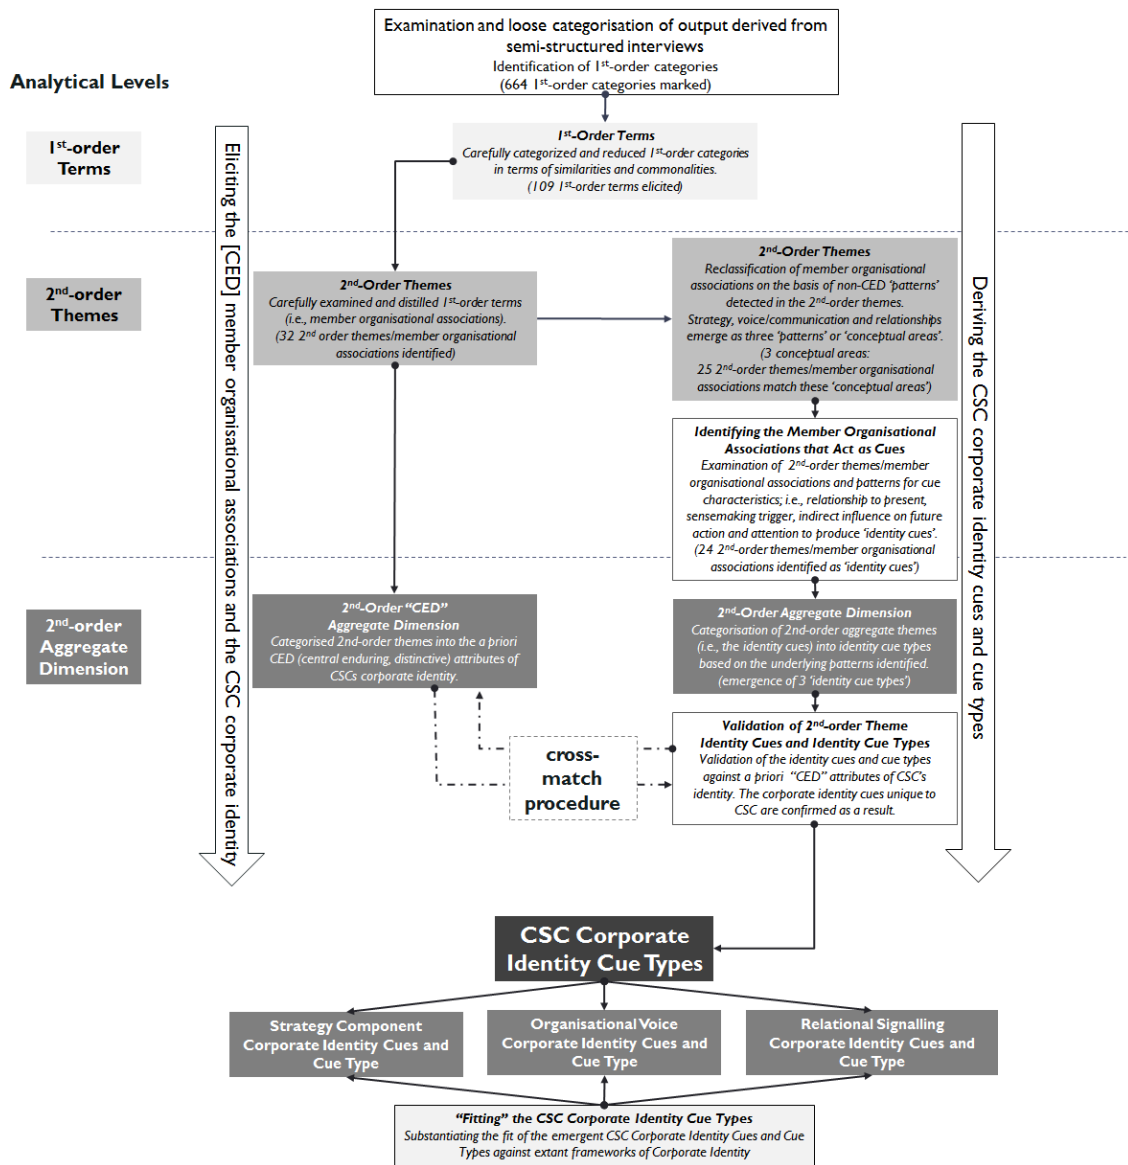 Examination and loose categorisation of output derived from
semi-structured interviews
Identification of 1st-order categories
(664 1st-order categories marked)
Analytical Levels
1st-order
Terms
1st-Order Terms
Carefully categorized and reduced 1st-order categories
in terms of similarities and commonalities.
(109 1st-order terms elicited)
Eliciting the [CED] member organisational associations and the CSC corporate identity
Deriving the CSC corporate identity cues and cue types
2nd-order
Themes
2nd-Order Themes
Carefully examined and distilled 1st-order terms
(i.e., member organisational associations).
(32 2nd order themes/member organisational
associations identified)
2nd-Order Themes
Reclassification of member organisational
associations on the basis of non-CED ‘patterns’
detected in the 2nd-order themes.
Strategy, voice/communication and relationships
emerge as three ‘patterns’ or ‘conceptual areas’.
(3 conceptual areas:
25 2nd-order themes/member organisational
associations match these ‘conceptual areas’)
Identifying the Member Organisational
Associations that Act as Cues
Examination of 2nd-order themes/member
organisational associations and patterns for cue
characteristics; i.e., relationship to present,
sensemaking trigger, indirect influence on future
action and attention to produce ‘identity cues’.
(24 2nd-order themes/member organisational
associations identified as ‘identity cues’)
2nd-order
Aggregate
Dimension
2nd-Order “CED”
Aggregate Dimension
Categorised 2nd-order themes into the a priori
CED (central enduring, distinctive) attributes of
CSCs corporate identity.
2nd-Order Aggregate Dimension
Categorisation of 2nd-order aggregate themes
(i.e., the identity cues) into identity cue types
based on the underlying patterns identified.
(emergence of 3 ‘identity cue types’)
cross-
match
procedure
Validation of 2nd-order Theme
Identity Cues and Identity Cue Types
Validation of the identity cues and cue types
against a priori “CED” attributes of CSC's
identity. The corporate identity cues unique to
CSC are confirmed as a result.
CSC Corporate
Identity Cue Types
Strategy Component
Corporate Identity Cues and
Cue Type
Organisational Voice
Corporate Identity Cues and
Cue Type
Relational Signalling
Corporate Identity Cues and
Cue Type
“Fitting” the CSC Corporate Identity Cue Types
Substantiating the fit of the emergent CSC Corporate Identity Cues and Cue
Types against extant frameworks of Corporate Identity